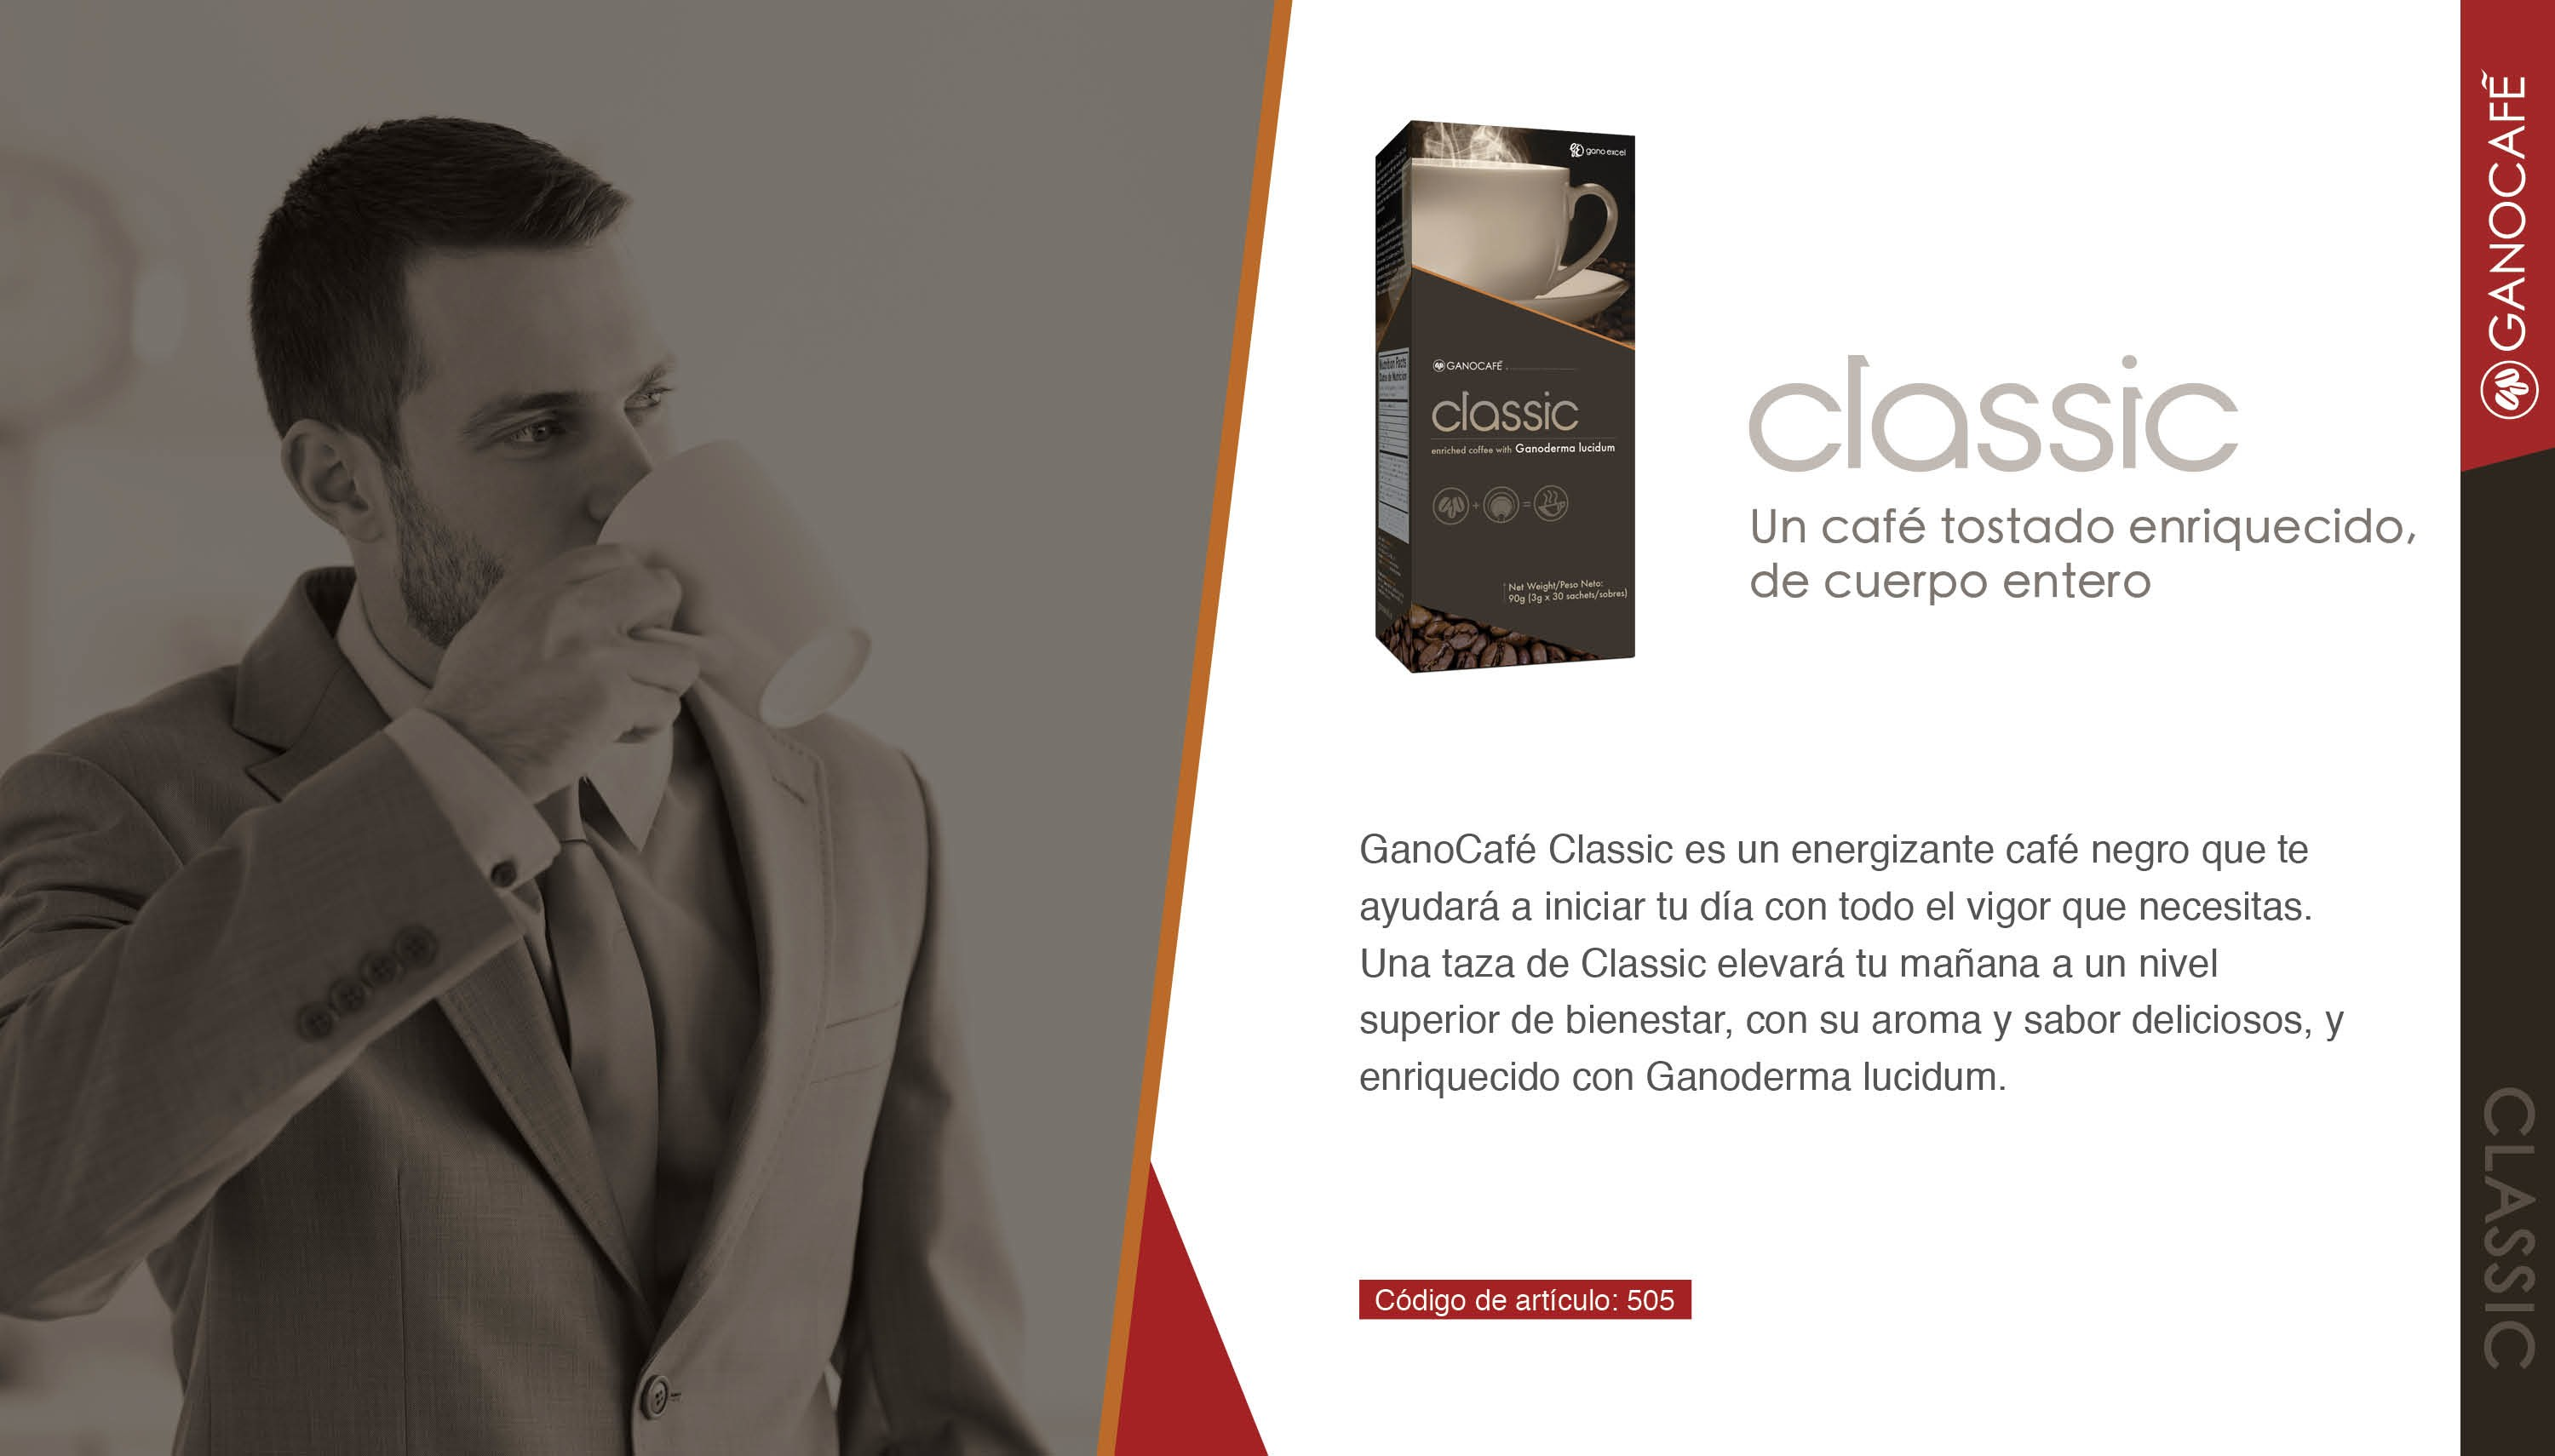 gano excel
GANOCAFÉ
classic
enriched coffee with Ganoderma lucidum
Net Weight/Peso Neto:
90g (3g x 30 sachets/sobres)
Nutrition Facts
classic
Un café tostado enriquecido,
de cuerpo entero
GanoCafé Classic es un energizante café negro que te
ayudará a iniciar tu día con todo el vigor que necesitas.
Una taza de Classic elevará tu mañana a un nivel
superior de bienestar, con su aroma y sabor deliciosos, y
enriquecido con Ganoderma lucidum.
Código de artículo: 505
GANOCAFÉ
CLASSIC